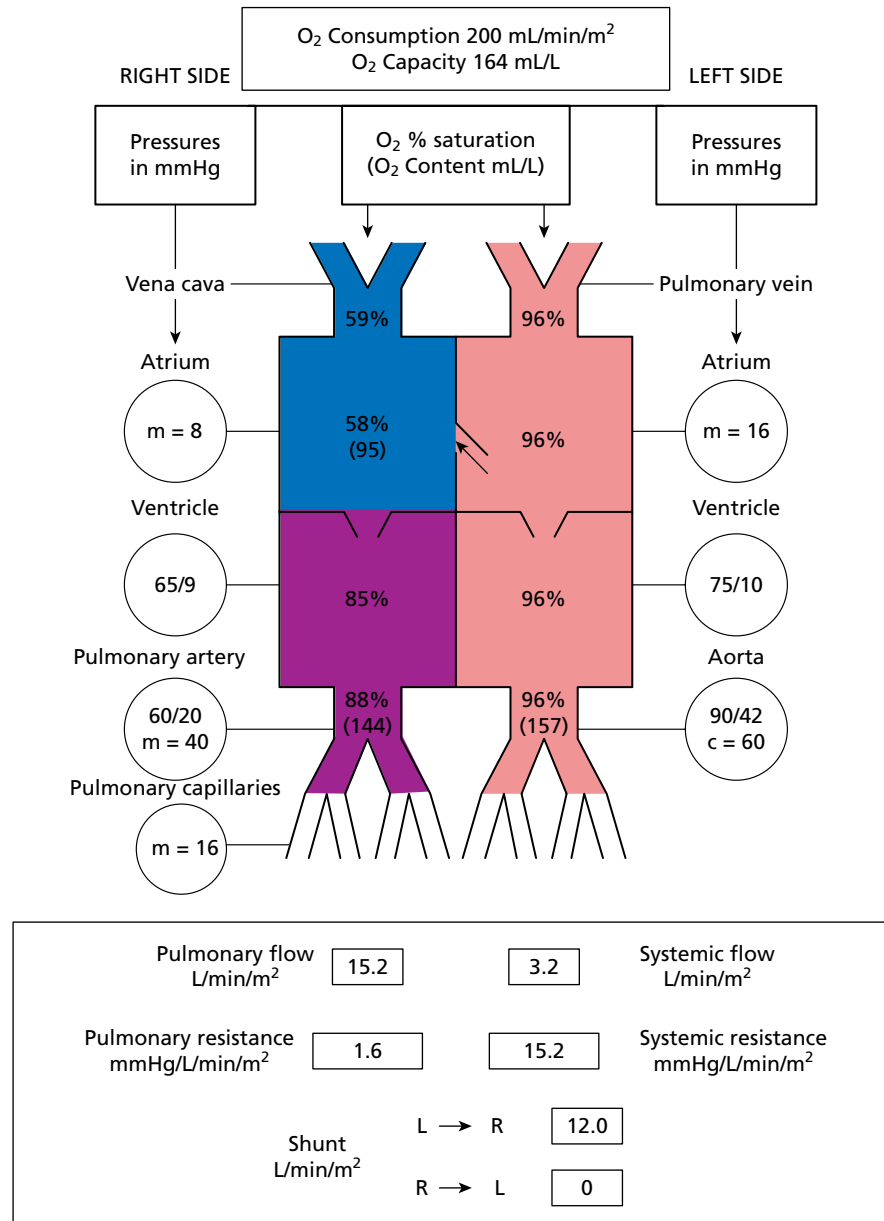 O₂ Consumption 200 mL/min/m²
O₂ Capacity 164 mL/L
RIGHT SIDE
LEFT SIDE
Pressures
in mmHg
O₂ % saturation
(O₂ Content mL/L)
Pressures
in mmHg
Vena cava
Pulmonary vein
59%
96%
Atrium
Atrium
m = 8
58%
(95)
96%
m = 16
Ventricle
Ventricle
65/9
85%
96%
75/10
Pulmonary artery
Aorta
60/20
m = 40
88%
(144)
96%
(157)
90/42
c = 60
Pulmonary capillaries
m = 16
Pulmonary flow
L/min/m²
15.2
3.2
Systemic flow
L/min/m²
Pulmonary resistance
mmHg/L/min/m²
1.6
15.2
Systemic resistance
mmHg/L/min/m²
Shunt
L/min/m²
L → R
12.0
R → L
0